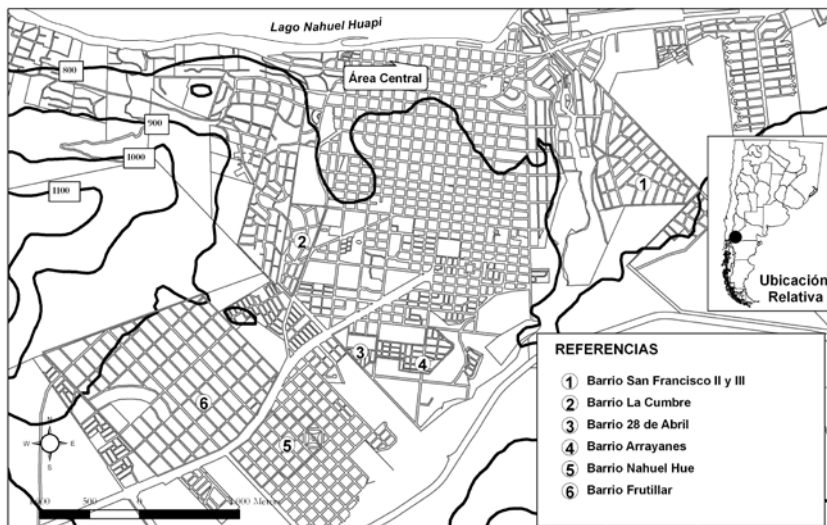 Lago Nahuel Huapi
800
Área Central
900
1000
1100
1
2
Ubicación
Relativa
3
4
6
5
N
W E
S
500 0
REFERENCIAS
1 Barrio San Francisco II y III
2 Barrio La Cumbre
3 Barrio 28 de Abril
4 Barrio Arrayanes
5 Barrio Nahuel Hue
6 Barrio Frutillar